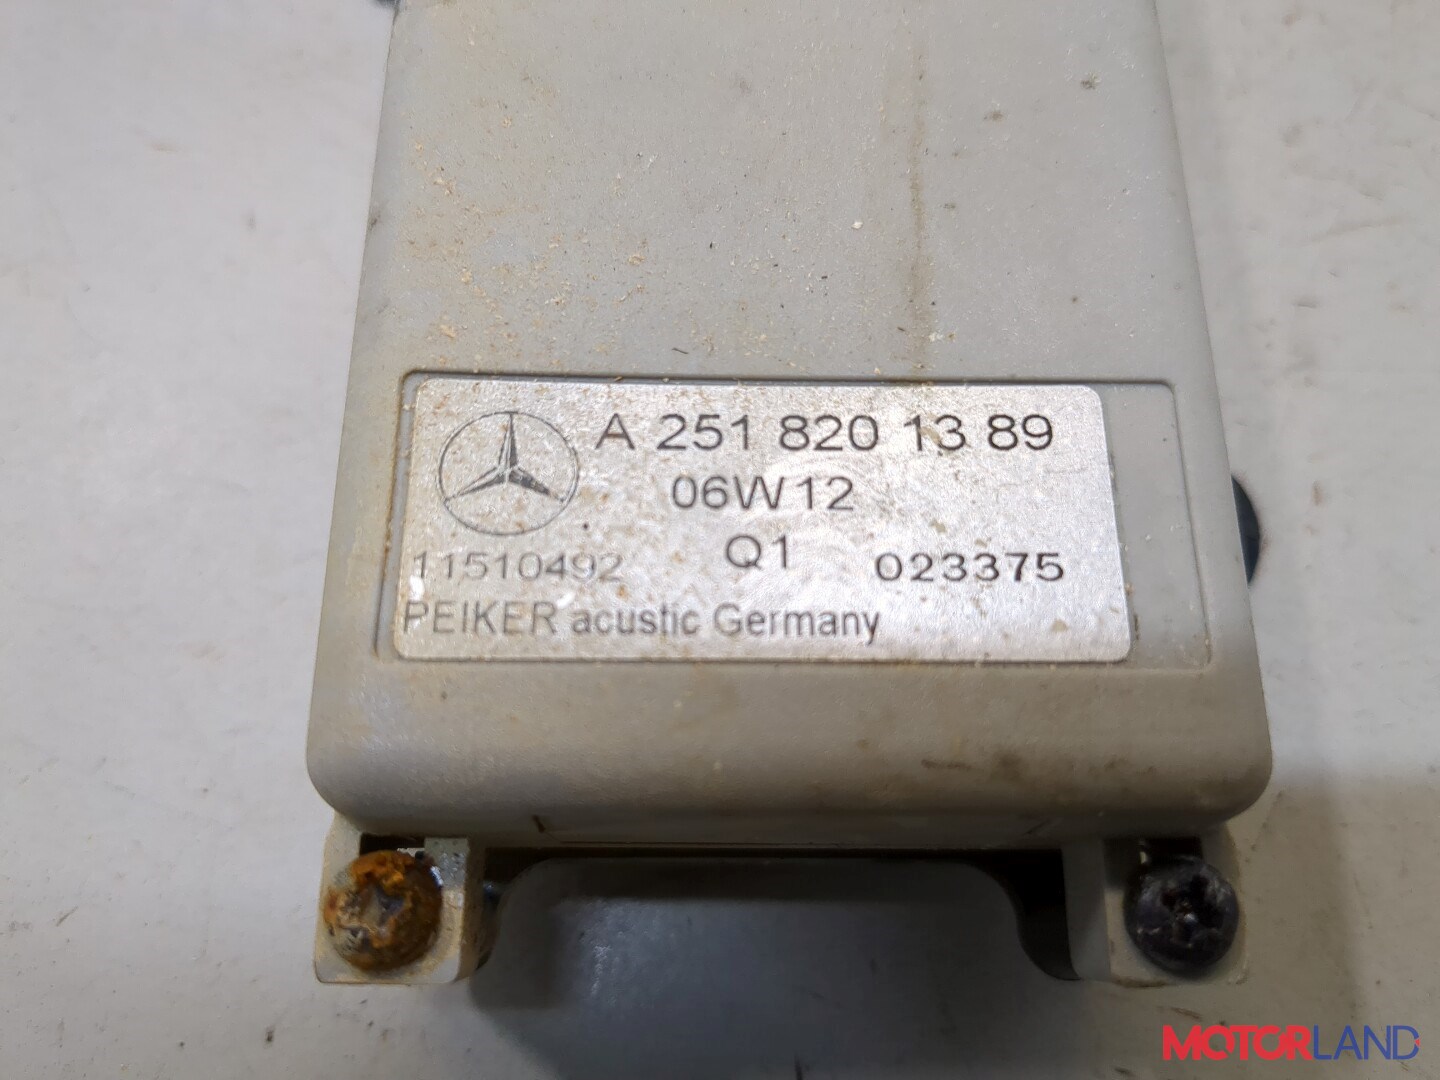 A 251 820 13 89
06W12
11510492 Q1 023375
PEIKER acustic Germany
MOTORLAND